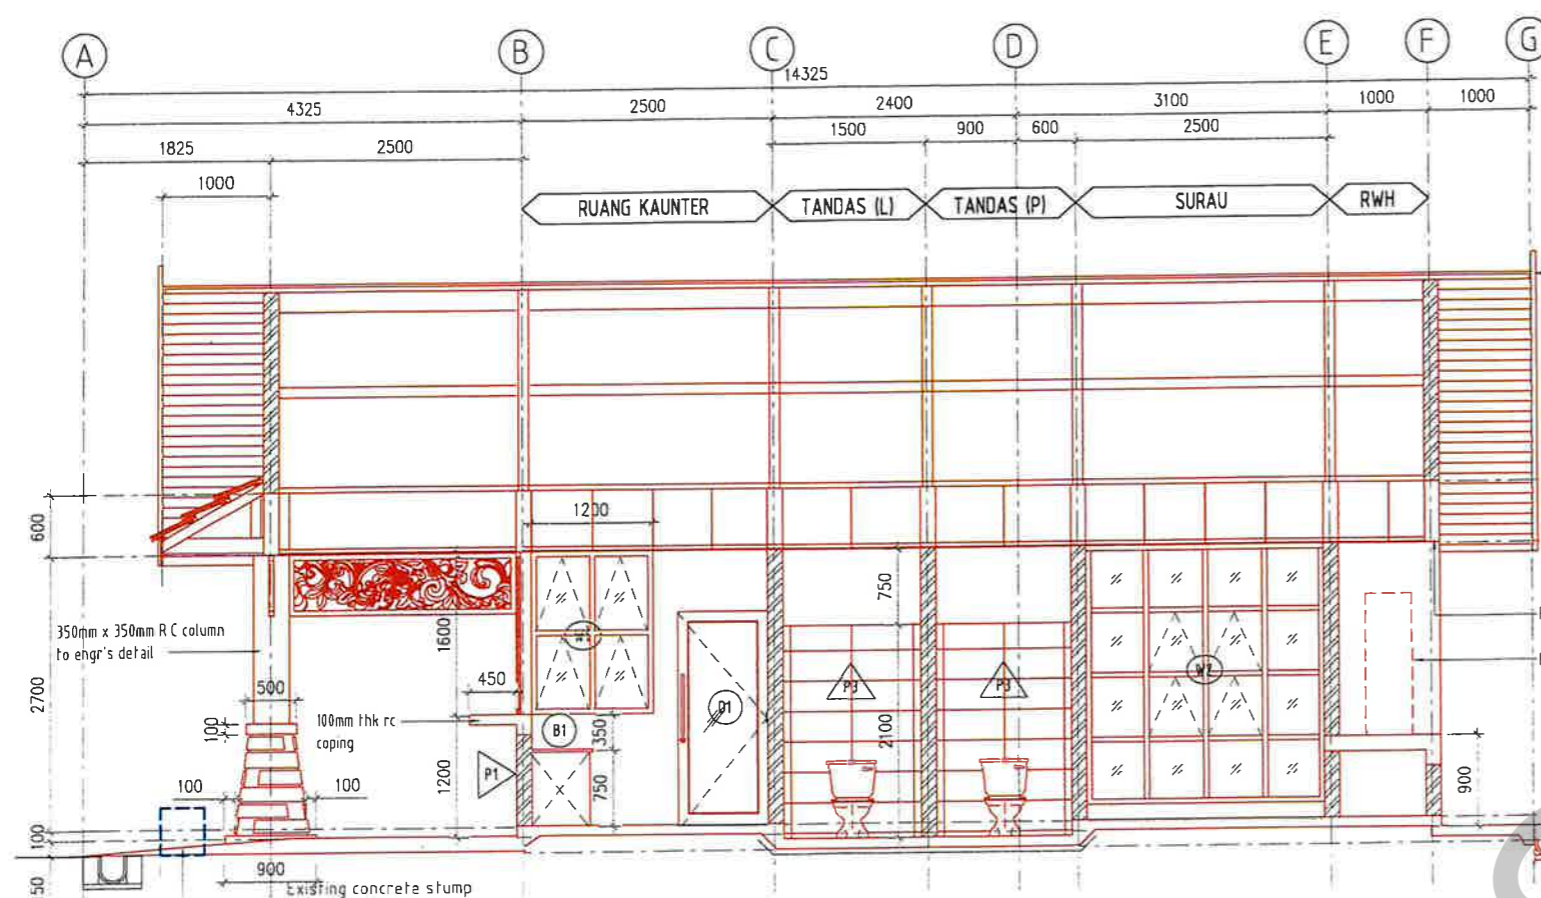 A B C D E F G
14325
4325 2500 2400 3100 1000 1000
1500 900 600 2500
1825 2500
1000
RUANG KAUNTER TANDAS (L) TANDAS (P) SURAU RWH
600
1200
750
1600
350mm x 350mm R C column
to engr's detail
2700
450
500
100
100mm thk rc
coping
B1
D1
P3
P3
W2
350
2100
P1
1200
750
900
100
100
100
900
Existing concrete stump